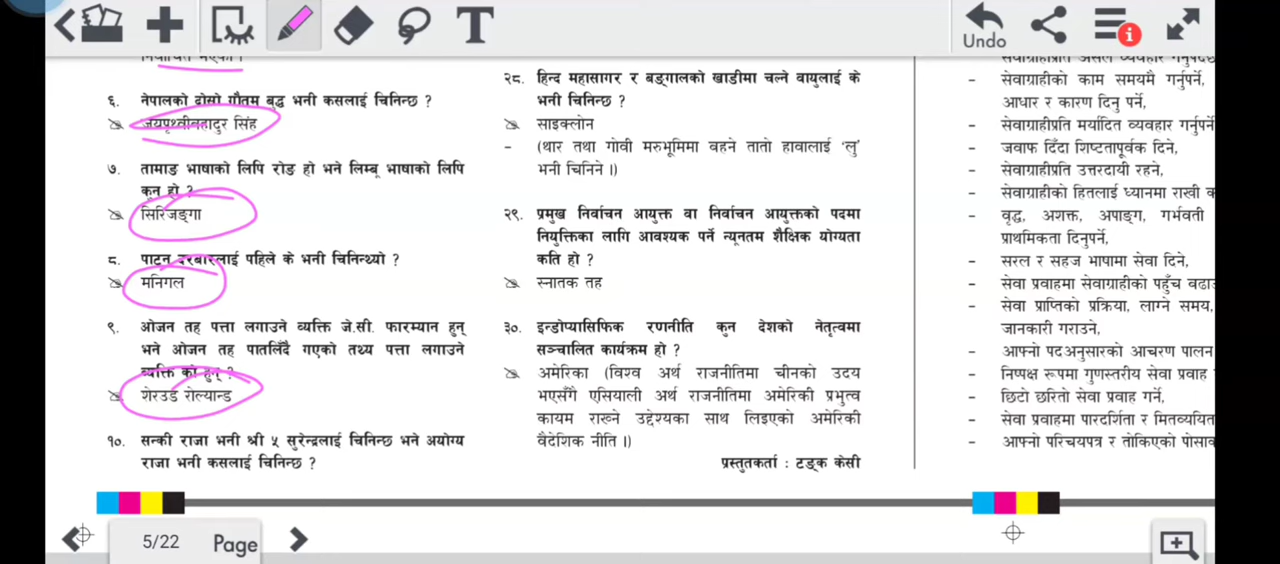 Undo
निर्वाचित भएका।
६. नेपालको दोस्रो गौतम बुद्ध भनी कसलाई चिनिन्छ ?
जयपृथ्वीबहादुर सिंह
७. तामाङ भाषाको लिपि रोङ हो भने लिम्बू भाषाको लिपि
कुन हो ?
सिरिजङ्गा
८. पाटन दरबारलाई पहिले के भनी चिनिन्थ्यो ?
मनिगल
९. ओजन तह पत्ता लगाउने व्यक्ति जे.सी. फारम्यान हुन्
भने ओजन तह पातलिँदै गएको तथ्य पत्ता लगाउने
व्यक्ति को हुन् ?
शेरउड रोल्यान्ड
१०. सन्की राजा भनी श्री ५ सुरेन्द्रलाई चिनिन्छ भने अयोग्य
राजा भनी कसलाई चिनिन्छ ?
२८. हिन्द महासागर र बङ्गालको खाडीमा चल्ने वायुलाई के
भनी चिनिन्छ ?
साइक्लोन
- (थार तथा गोवी मरुभूमिमा वहने तातो हावालाई ‘लु’
भनी चिनिने।)
२९. प्रमुख निर्वाचन आयुक्त वा निर्वाचन आयुक्तको पदमा
नियुक्तिका लागि आवश्यक पर्ने न्यूनतम शैक्षिक योग्यता
कति हो ?
स्नातक तह
३०. इन्डोप्यासिफिक रणनीति कुन देशको नेतृत्वमा
सञ्चालित कार्यक्रम हो ?
अमेरिका (विश्व अर्थ राजनीतिमा चीनको उदय
भएसँगै एसियाली अर्थ राजनीतिमा अमेरिकी प्रभुत्व
कायम राख्ने उद्देश्यका साथ लिइएको अमेरिकी
वैदेशिक नीति।)
प्रस्तुतकर्ता : टङ्क केसी
सेवाग्राहीप्रति असल व्यवहार गर्नुपर्दछ
- सेवाग्राहीको काम समयमै गर्नुपर्ने,
आधार र कारण दिनु पर्ने,
- सेवाग्राहीप्रति मर्यादित व्यवहार गर्नुपर्ने
- जवाफ दिँदा शिष्टतापूर्वक दिने,
- सेवाग्राहीप्रति उत्तरदायी रहने,
- सेवाग्राहीको हितलाई ध्यानमा राखी
- वृद्ध, अशक्त, अपाङ्ग, गर्भवती
प्राथमिकता दिनुपर्ने,
- सरल र सहज भाषामा सेवा दिने,
- सेवा प्रवाहमा सेवाग्राहीको पहुँच
- सेवा प्राप्तिको प्रक्रिया, लाग्ने समय,
जानकारी गराउने,
- आफ्नो पदअनुसारको आचरण पालन
- निष्पक्ष रूपमा गुणस्तरीय सेवा प्रवाह
- छिटो छरितो सेवा प्रवाह गर्ने,
- सेवा प्रवाहमा पारदर्शिता र
- आफ्नो परिचयपत्र र तोकिएको
5/22 Page